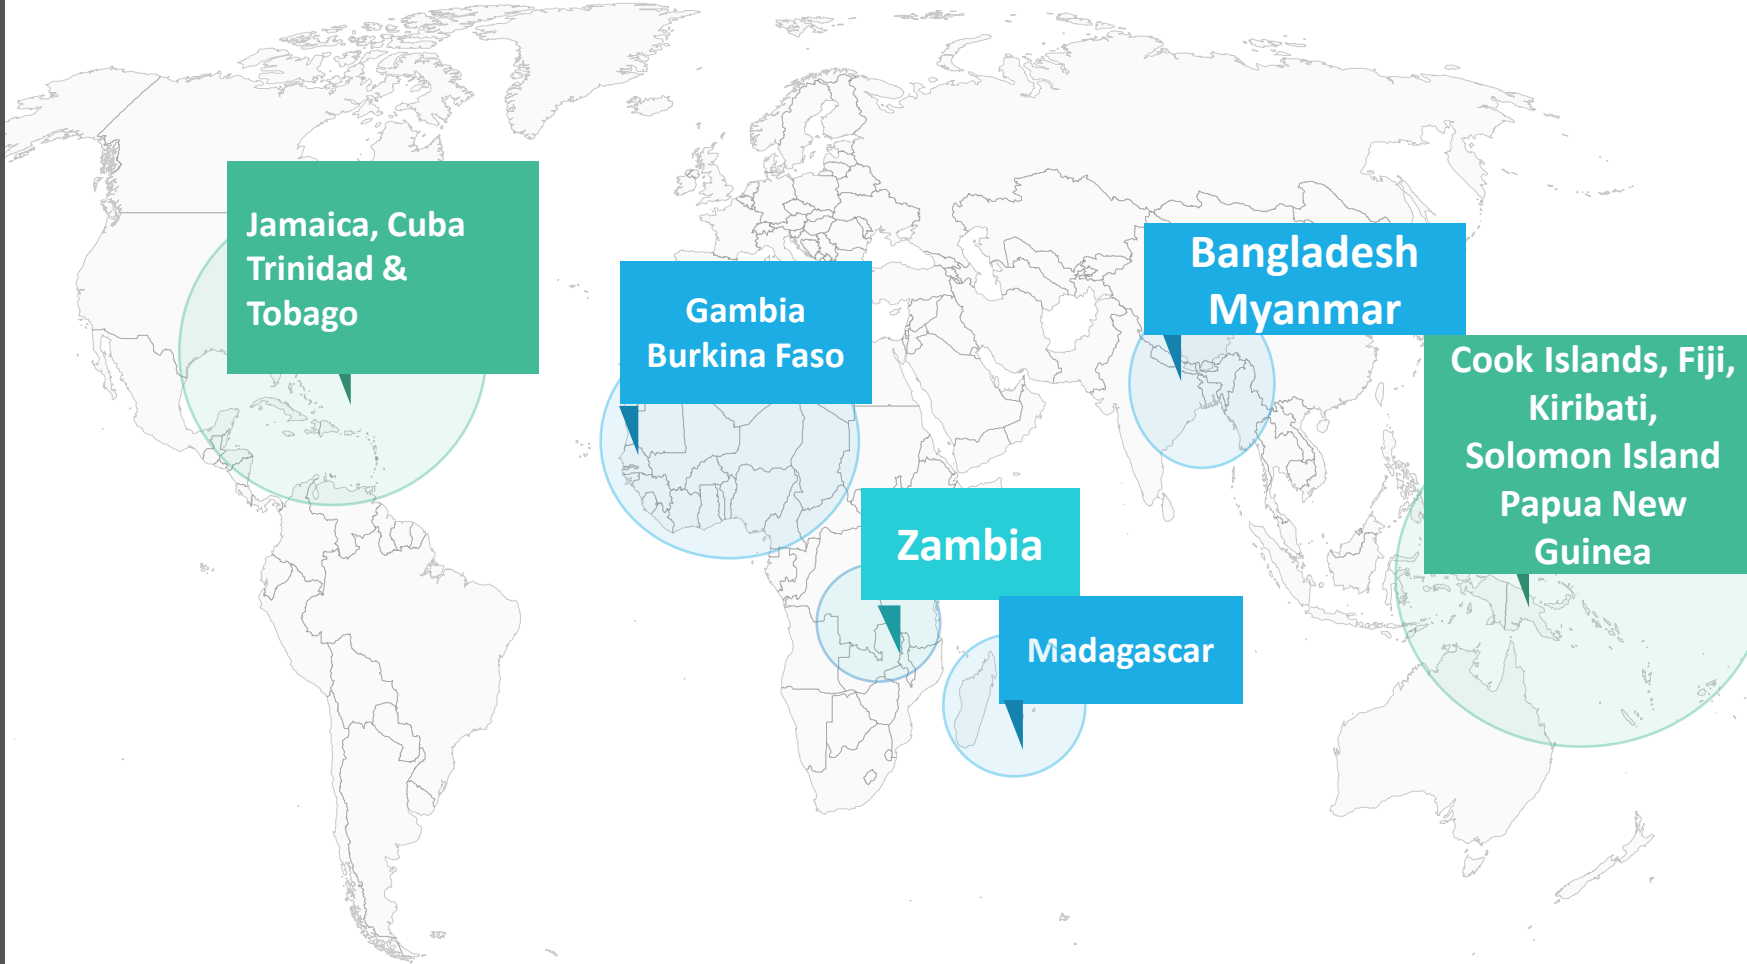 Jamaica, Cuba
Trinidad &
Tobago
Gambia
Burkina Faso
Bangladesh
Myanmar
Cook Islands, Fiji,
Kiribati,
Solomon Island
Papua New
Guinea
Zambia
Madagascar